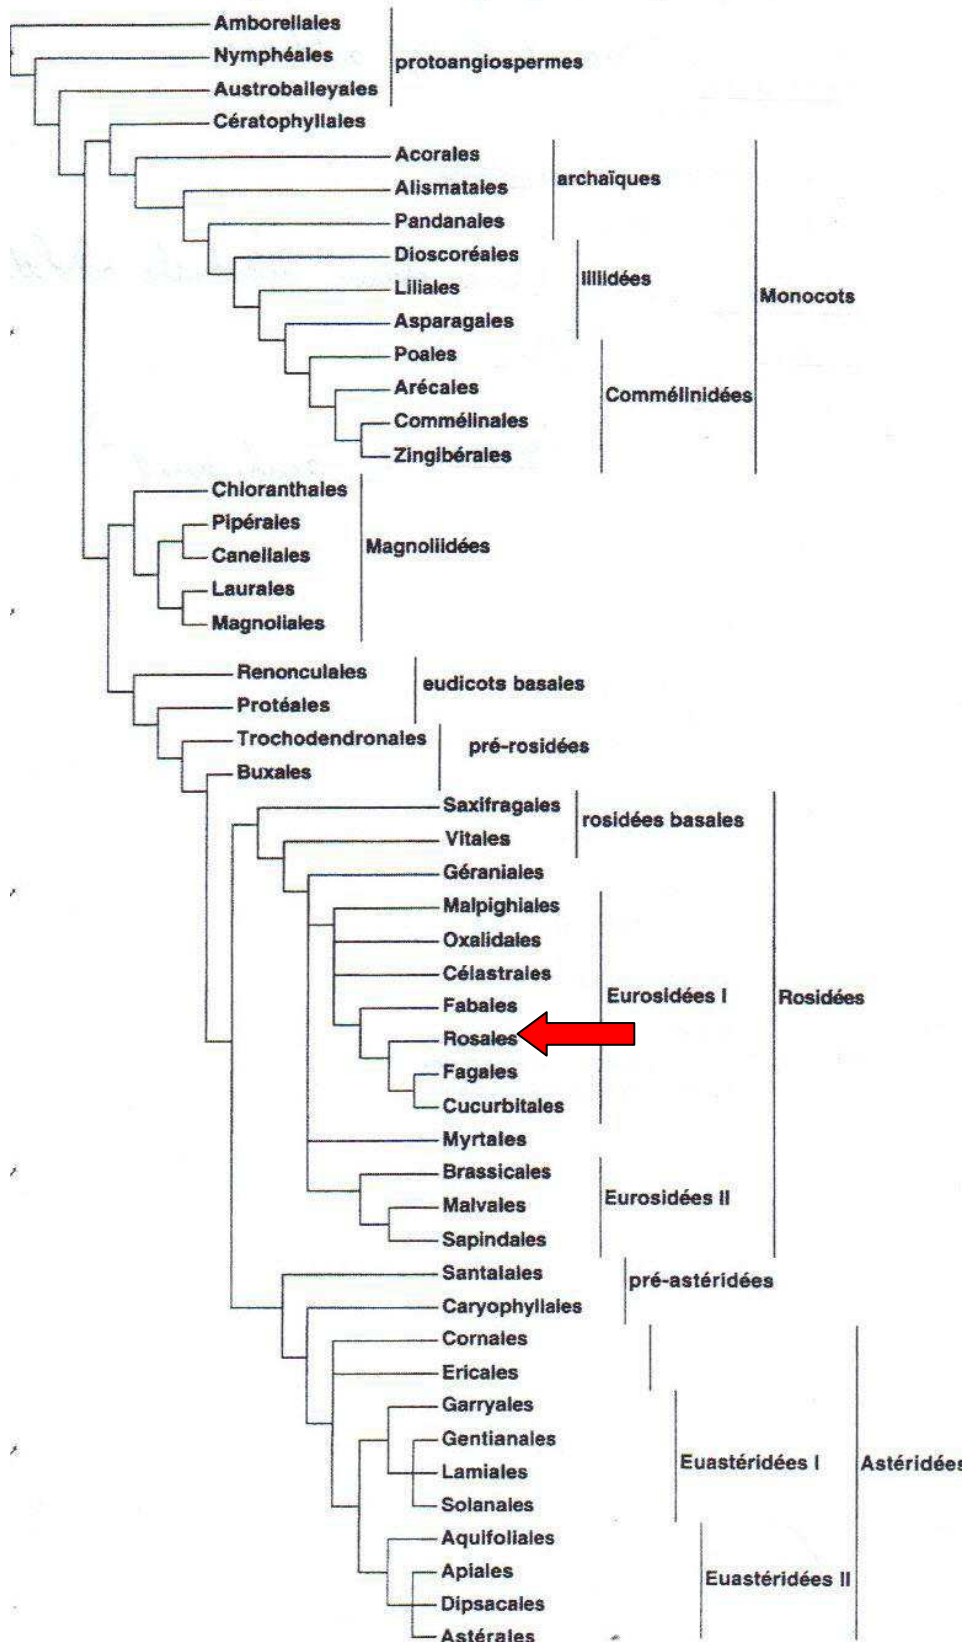 Amborellales
Nymphéales
protoangiospermes
Austrobaileyales
Cératophyllales
Acorales
archaïques
Alismatales
Pandanales
Dioscoréales
liliidées
Liliales
Monocots
Asparagales
Poales
Arécales
Commélinidées
Commélinales
Zingibérales
Chloranthales
Pipérales
Magnoliidées
Canellales
Laurales
Magnoliales
Renonculales
eudicots basales
Protéales
Trochodendronales
pré-rosidées
Buxales
Saxifragales
rosidées basales
Vitales
Géraniales
Malpighiales
Oxalidales
Célastrales
Eurosidées I
Rosidées
Fabales
Rosales
Fagales
Cucurbitales
Myrtales
Brassicales
Malvales
Eurosidées II
Sapindales
Santalales
pré-astéridées
Caryophyllales
Cornales
Ericales
Garryales
Gentianales
Euastéridées I
Astéridées
Lamiales
Solanales
Aquifoliales
Apiales
Euastéridées II
Dipsacales
Astérales